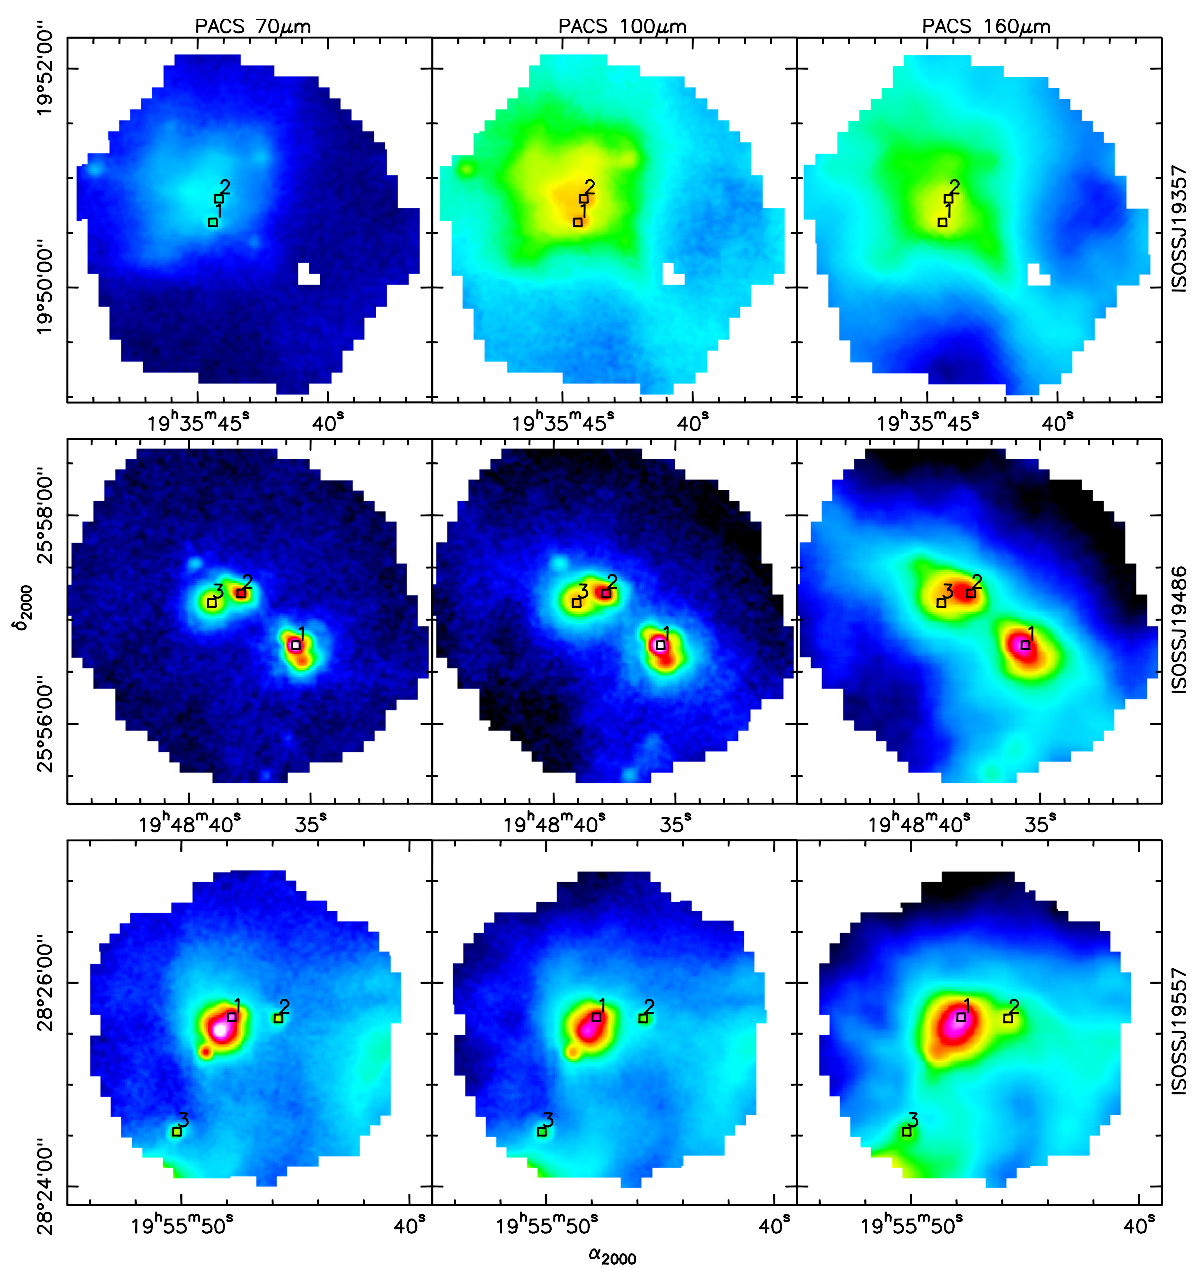 PACS 70μm PACS 100μm PACS 160μm
19°52'00''
19°50'00''
2
1
2
1
2
1
ISOSSJ19357
19ʰ35ᵐ45ˢ 40ˢ 19ʰ35ᵐ45ˢ 40ˢ 19ʰ35ᵐ45ˢ 40ˢ
δ2000
25°58'00''
25°56'00''
3 2
1
3 2
1
3 2
1
ISOSSJ19486
19ʰ48ᵐ40ˢ 35ˢ 19ʰ48ᵐ40ˢ 35ˢ 19ʰ48ᵐ40ˢ 35ˢ
28°26'00''
28°24'00''
1 2
3
1 2
3
1 2
3
ISOSSJ19557
19ʰ55ᵐ50ˢ 40ˢ 19ʰ55ᵐ50ˢ 40ˢ 19ʰ55ᵐ50ˢ 40ˢ
α2000